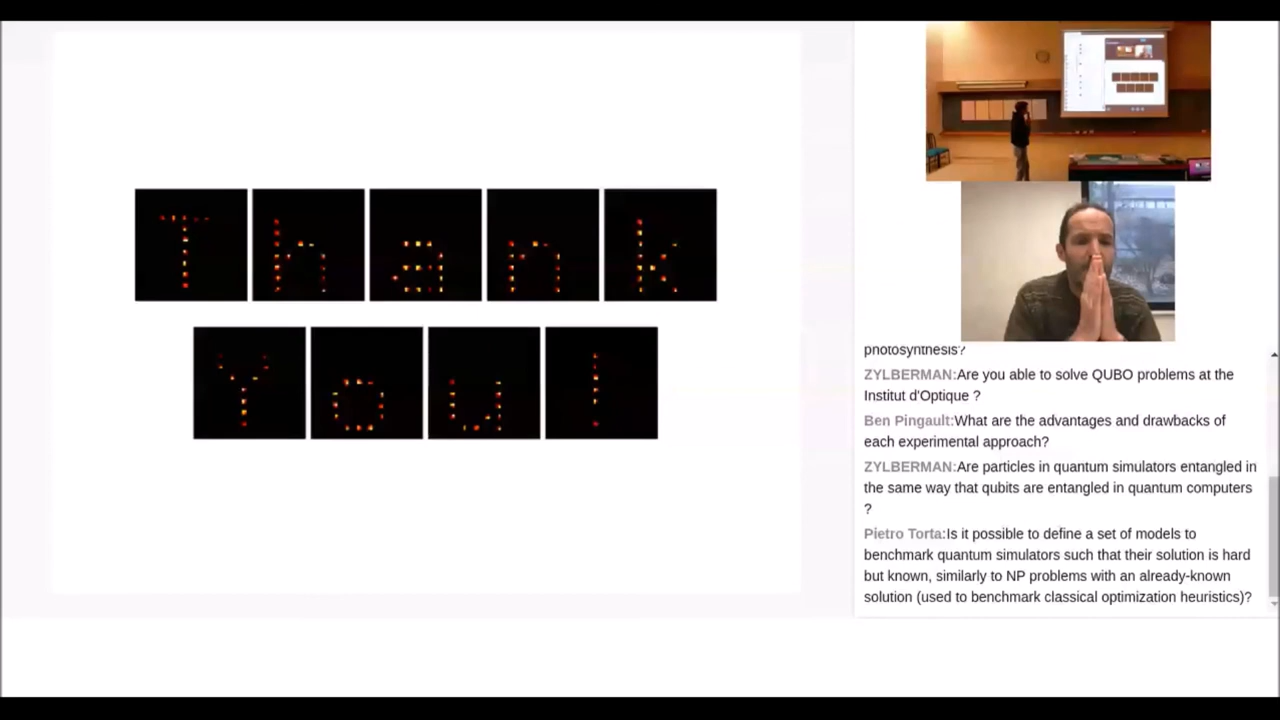 Thank
You!
photosynthesis?
ZYLBERMAN:Are you able to solve QUBO problems at the
Institut d'Optique ?
Ben Pingault:What are the advantages and drawbacks of
each experimental approach?
ZYLBERMAN:Are particles in quantum simulators entangled in
the same way that qubits are entangled in quantum computers
?
Pietro Torta:Is it possible to define a set of models to
benchmark quantum simulators such that their solution is hard
but known, similarly to NP problems with an already-known
solution (used to benchmark classical optimization heuristics)?